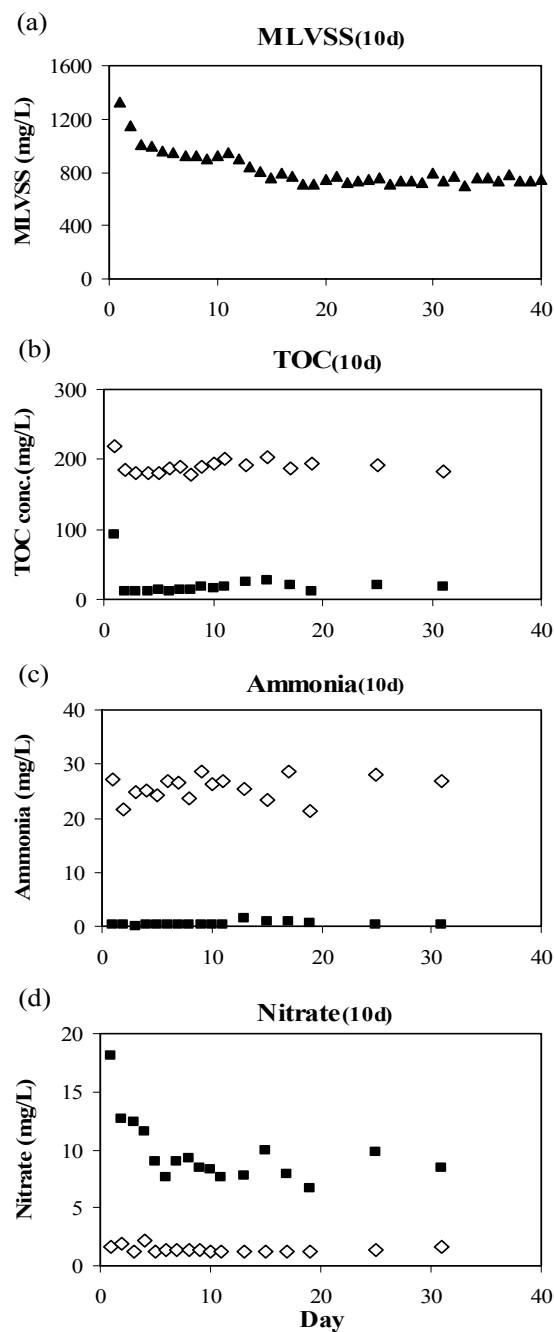 (a)
MLVSS(10d)
MLVSS (mg/L)
1600
1200
800
400
0
0 10 20 30 40
(b)
TOC(10d)
TOC conc.(mg/L)
300
200
100
0
0 10 20 30 40
(c)
Ammonia(10d)
Ammonia (mg/L)
40
30
20
10
0
0 10 20 30 40
(d)
Nitrate(10d)
Nitrate (mg/L)
20
15
10
5
0
0 10 20 30 40
Day